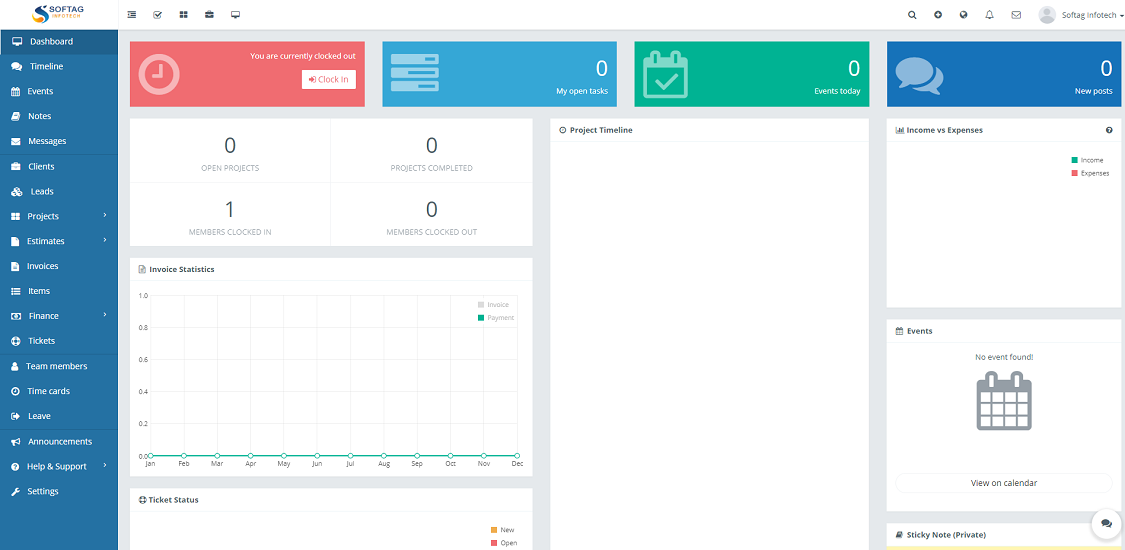 SOFTAG
INFOTECH
Softag Infotech
Dashboard
Timeline
Events
Notes
Messages
Clients
Leads
Projects
Estimates
Invoices
Items
Finance
Tickets
Team members
Time cards
Leave
Announcements
Help & Support
Settings
You are currently clocked out
Clock In
0
My open tasks
0
Events today
0
New posts
0
OPEN PROJECTS
0
PROJECTS COMPLETED
1
MEMBERS CLOCKED IN
0
MEMBERS CLOCKED OUT
Invoice Statistics
Invoice
Payment
1.0
0.8
0.6
0.4
0.2
0.0
Jan Feb Mar Apr May Jun Jul Aug Sep Oct Nov Dec
Ticket Status
New
Open
Project Timeline
Income vs Expenses
Income
Expenses
Events
No event found!
View on calendar
Sticky Note (Private)